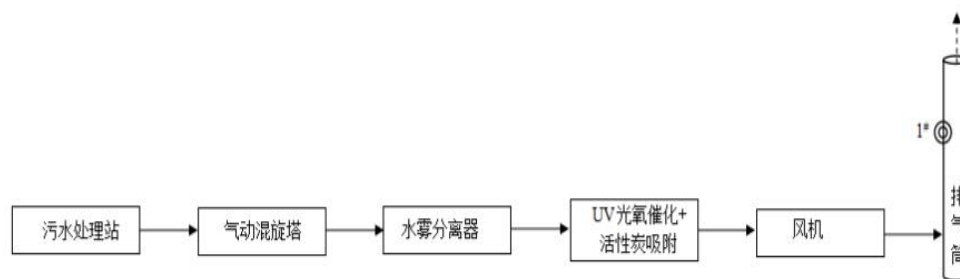 1#
污水处理站
气动混旋塔
水雾分离器
UV光氧催化+
活性炭吸附
风机
排
气
筒